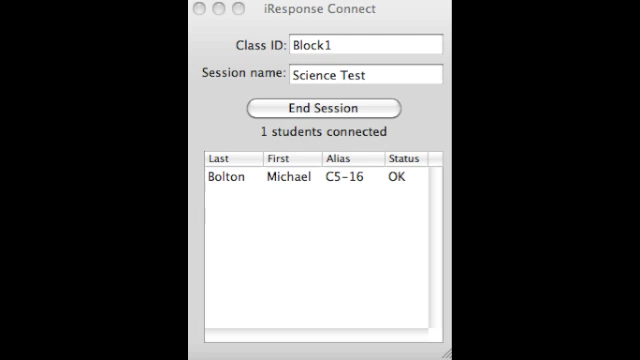 iResponse Connect
Class ID: Block1
Session name: Science Test
End Session
1 students connected
Last First Alias Status
Bolton Michael C5-16 OK